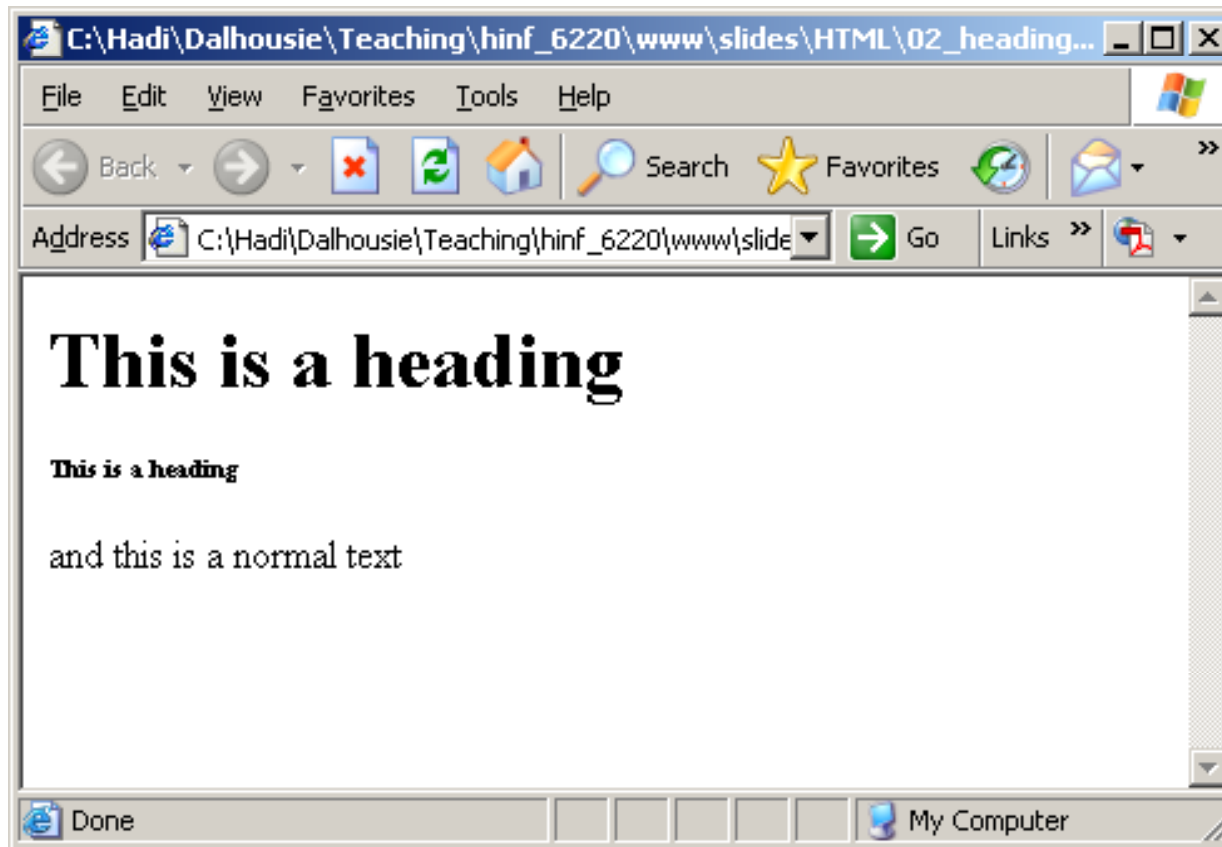 C:\Hadi\Dalhousie\Teaching\hinf_6220\www\slides\HTML\02_heading...
File Edit View Favorites Tools Help
Back Search Favorites »
Address C:\Hadi\Dalhousie\Teaching\hinf_6220\www\slide Go Links »
This is a heading
This is a heading
and this is a normal text
Done My Computer